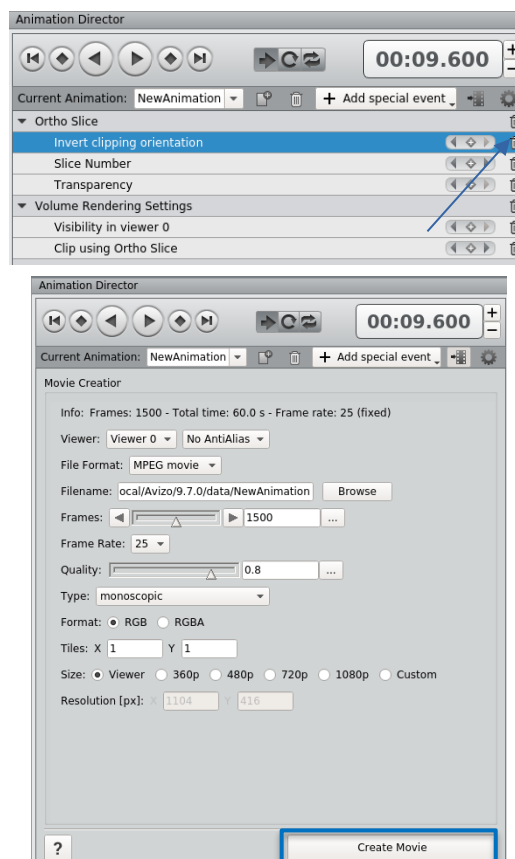 Animation Director
00:09.600 +
−
Current Animation: NewAnimation + Add special event
Ortho Slice
Invert clipping orientation
Slice Number
Transparency
Volume Rendering Settings
Visibility in viewer 0
Clip using Ortho Slice
Animation Director
00:09.600 +
−
Current Animation: NewAnimation + Add special event
Movie Creatior
Info: Frames: 1500 - Total time: 60.0 s - Frame rate: 25 (fixed)
Viewer: Viewer 0 No AntiAlias
File Format: MPEG movie
Filename: ocal/Avizo/9.7.0/data/NewAnimation Browse
Frames: 1500 ...
Frame Rate: 25
Quality: 0.8 ...
Type: monoscopic
Format: RGB RGBA
Tiles: X 1 Y 1
Size: Viewer 360p 480p 720p 1080p Custom
Resolution [px]: X 1104 Y 416
? Create Movie